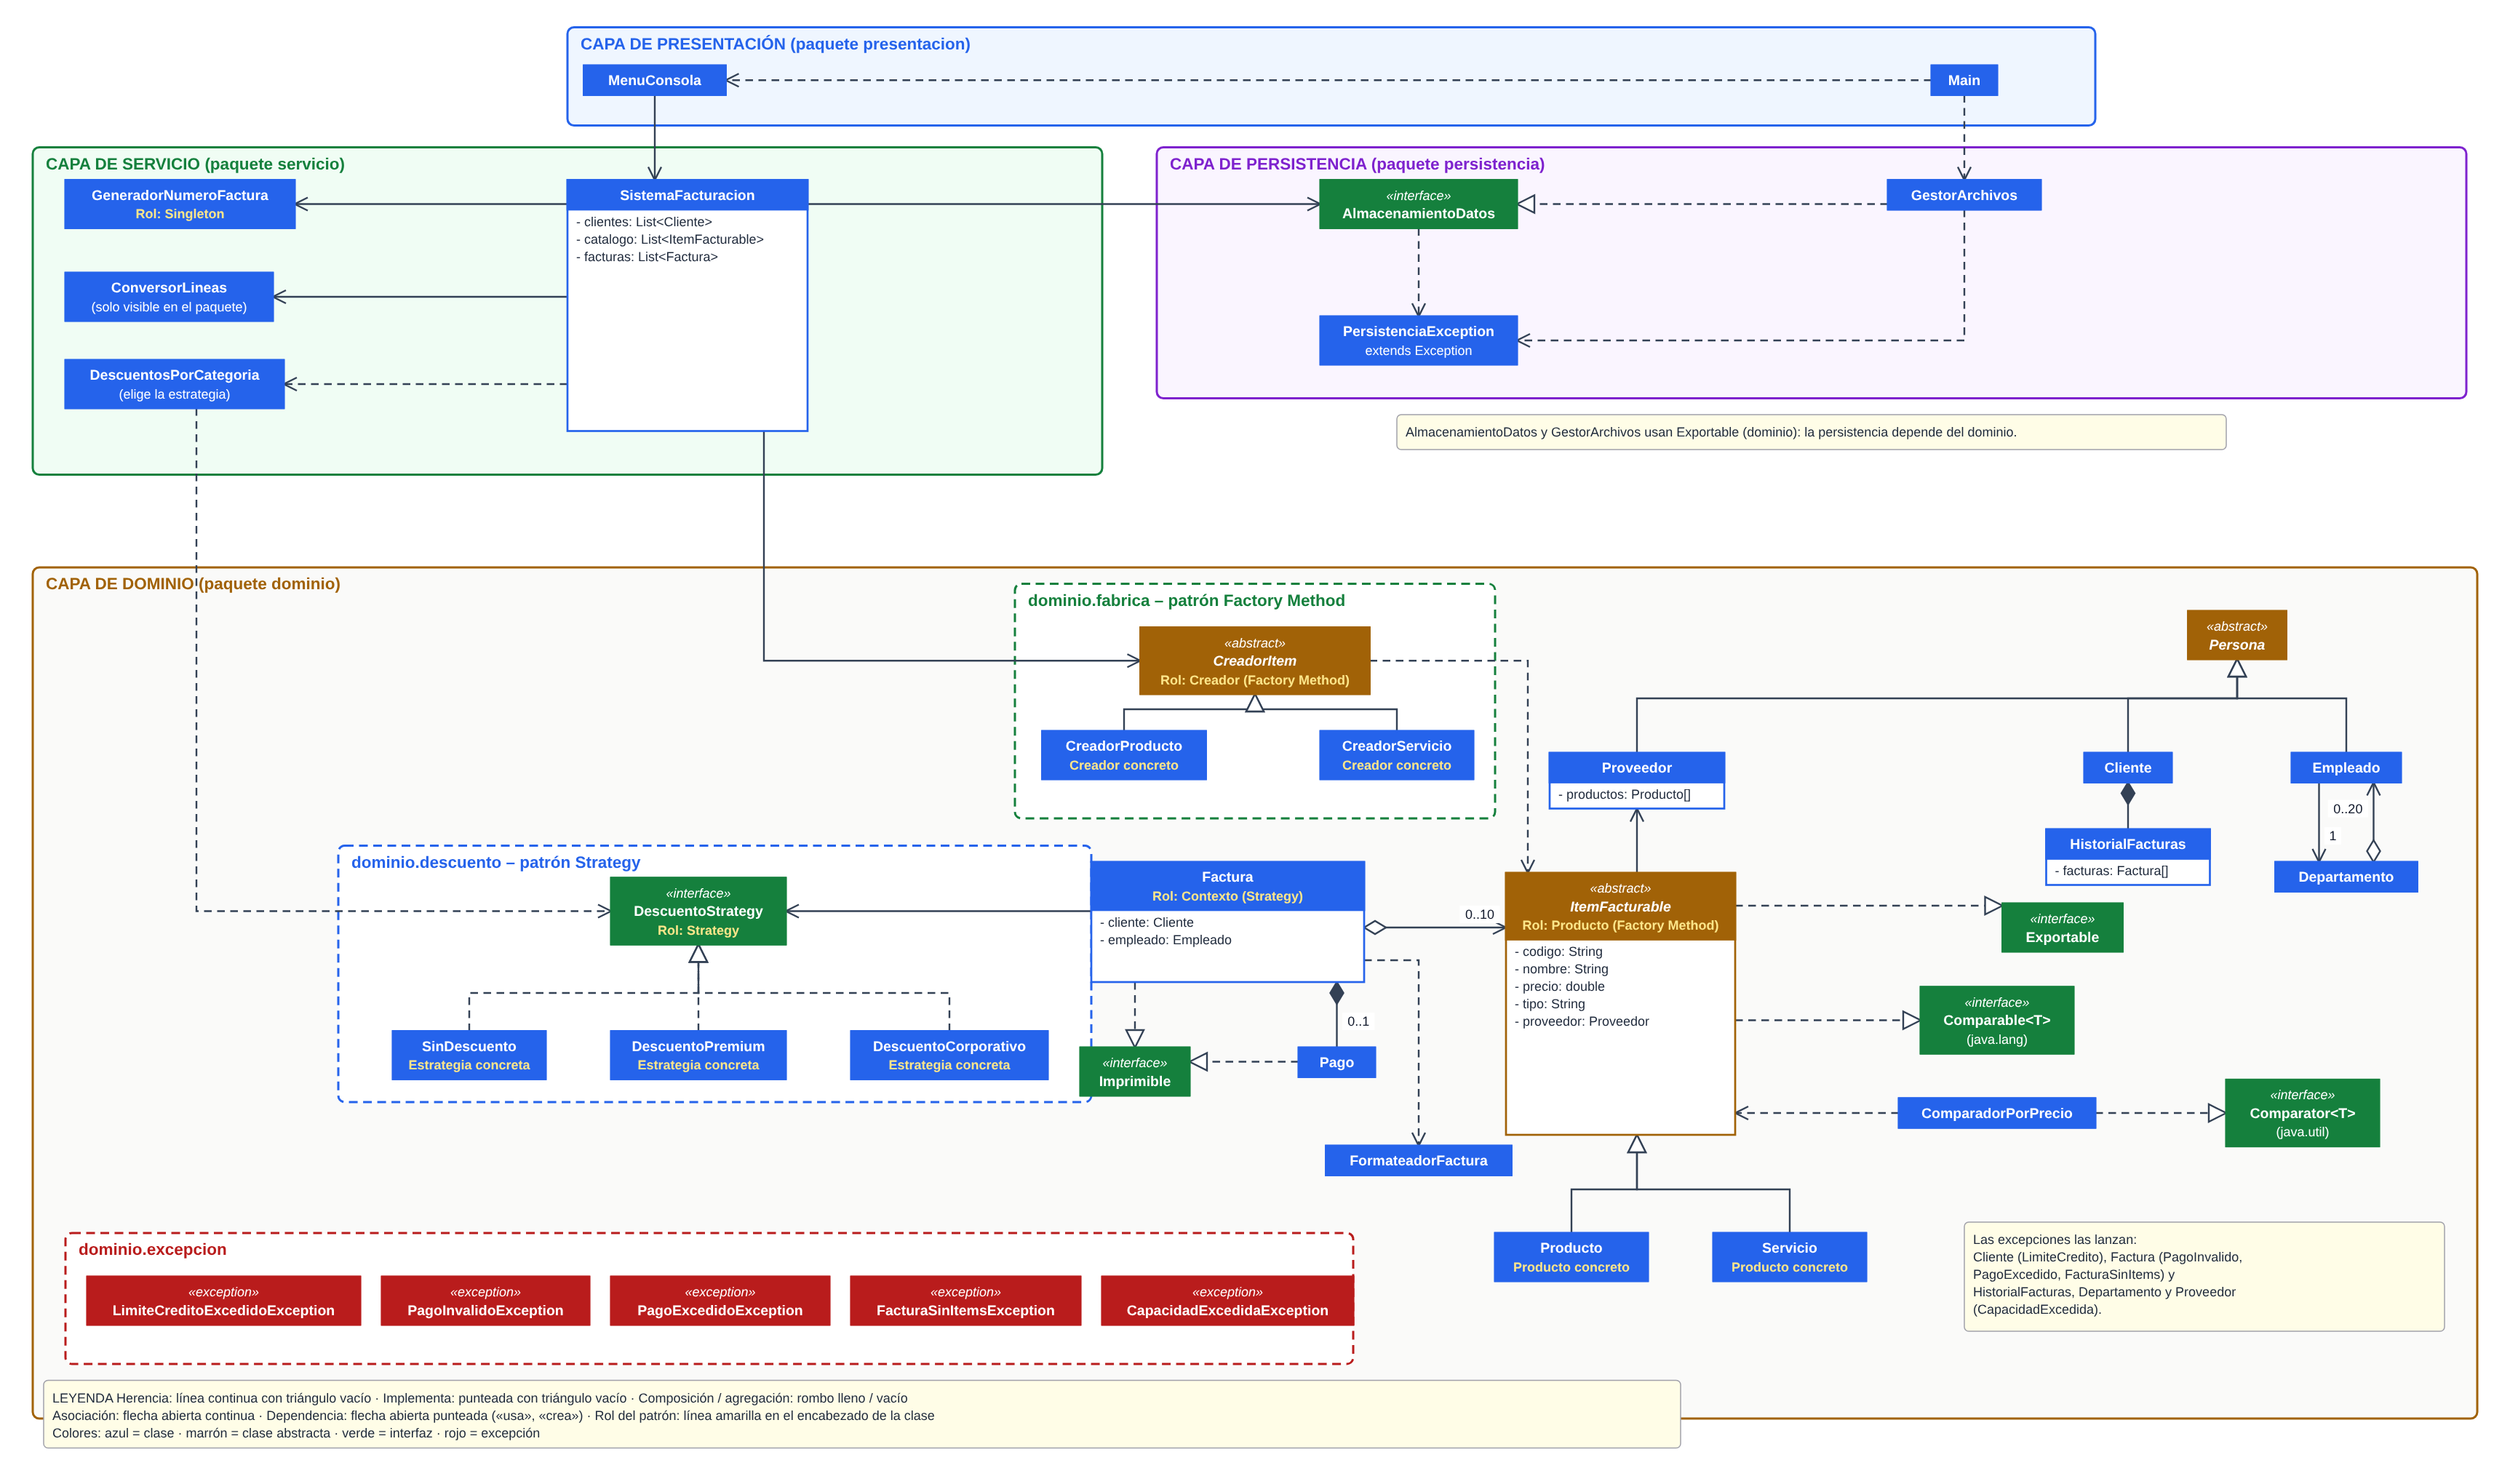 CAPA DE PRESENTACIÓN (paquete presentacion)
MenuConsola
Main
CAPA DE SERVICIO (paquete servicio)
GeneradorNumeroFactura
Rol: Singleton
SistemaFacturacion
- clientes: List<Cliente>
- catalogo: List<ItemFacturable>
- facturas: List<Factura>
ConversorLineas
(solo visible en el paquete)
DescuentosPorCategoria
(elige la estrategia)
CAPA DE PERSISTENCIA (paquete persistencia)
«interface»
AlmacenamientoDatos
GestorArchivos
PersistenciaException
extends Exception
AlmacenamientoDatos y GestorArchivos usan Exportable (dominio): la persistencia depende del dominio.
CAPA DE DOMINIO (paquete dominio)
dominio.fabrica – patrón Factory Method
«abstract»
CreadorItem
Rol: Creador (Factory Method)
CreadorProducto
Creador concreto
CreadorServicio
Creador concreto
«abstract»
Persona
Proveedor
- productos: Producto[]
Cliente
Empleado
0..20
1
HistorialFacturas
- facturas: Factura[]
Departamento
dominio.descuento – patrón Strategy
«interface»
DescuentoStrategy
Rol: Strategy
SinDescuento
Estrategia concreta
DescuentoPremium
Estrategia concreta
DescuentoCorporativo
Estrategia concreta
Factura
Rol: Contexto (Strategy)
- cliente: Cliente
- empleado: Empleado
0..10
0..1
«interface»
Imprimible
Pago
FormateadorFactura
«abstract»
ItemFacturable
Rol: Producto (Factory Method)
- codigo: String
- nombre: String
- precio: double
- tipo: String
- proveedor: Proveedor
«interface»
Exportable
«interface»
Comparable<T>
(java.lang)
ComparadorPorPrecio
«interface»
Comparator<T>
(java.util)
Producto
Producto concreto
Servicio
Producto concreto
Las excepciones las lanzan:
Cliente (LimiteCredito), Factura (PagoInvalido,
PagoExcedido, FacturaSinItems) y
HistorialFacturas, Departamento y Proveedor
(CapacidadExcedida).
dominio.excepcion
«exception»
LimiteCreditoExcedidoException
«exception»
PagoInvalidoException
«exception»
PagoExcedidoException
«exception»
FacturaSinItemsException
«exception»
CapacidadExcedidaException
LEYENDA Herencia: línea continua con triángulo vacío · Implementa: punteada con triángulo vacío · Composición / agregación: rombo lleno / vacío
Asociación: flecha abierta continua · Dependencia: flecha abierta punteada («usa», «crea») · Rol del patrón: línea amarilla en el encabezado de la clase
Colores: azul = clase · marrón = clase abstracta · verde = interfaz · rojo = excepción